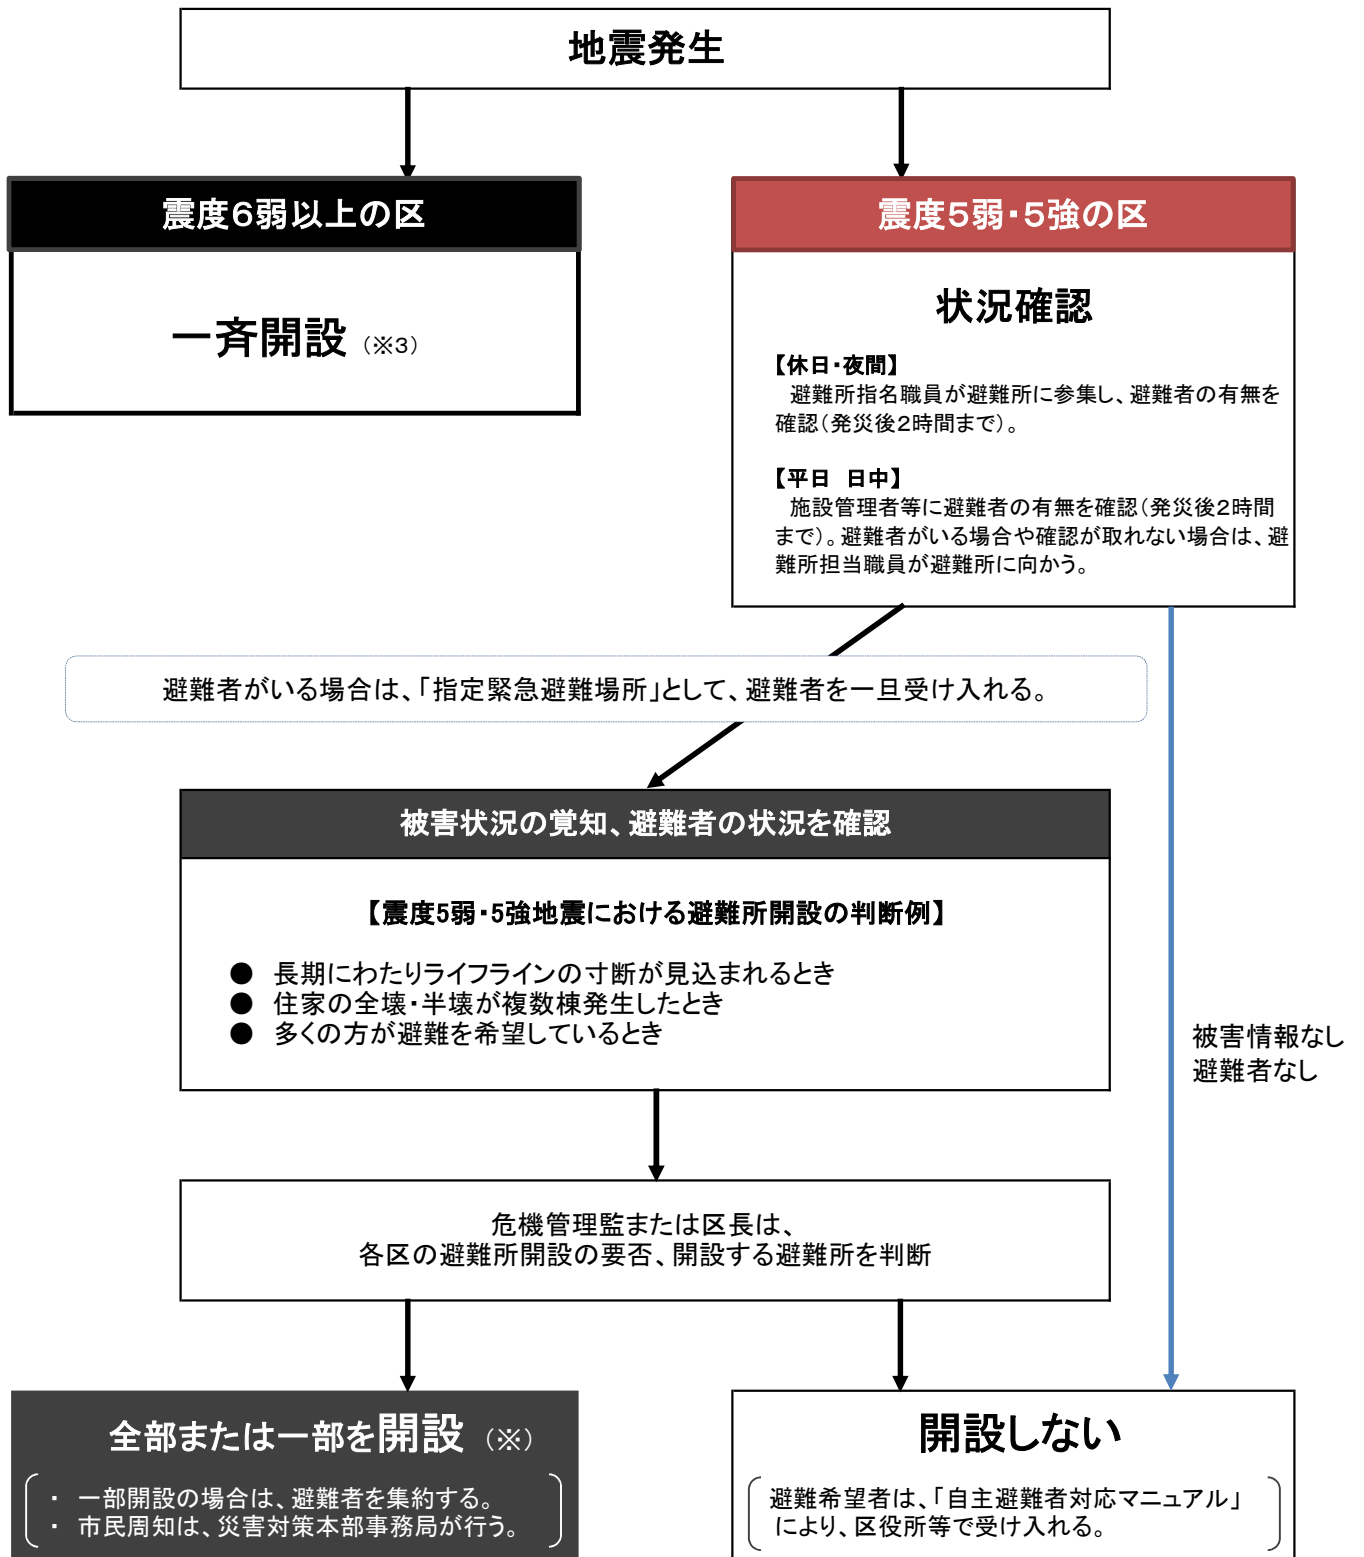 地震発生
震度６弱以上の区
一斉開設（※３）
震度５弱・５強の区
状況確認
【休日・夜間】
避難所指名職員が避難所に参集し、避難者の有無を
確認（発災後２時間まで）。
【平日　日中】
施設管理者等に避難者の有無を確認（発災後２時間
まで）。避難者がいる場合や確認が取れない場合は、避
難所担当職員が避難所に向かう。
避難者がいる場合は、「指定緊急避難場所」として、避難者を一旦受け入れる。
被害状況の覚知、避難者の状況を確認
【震度5弱・5強地震における避難所開設の判断例】
● 長期にわたりライフラインの寸断が見込まれるとき
● 住家の全壊・半壊が複数棟発生したとき
● 多くの方が避難を希望しているとき
被害情報なし
避難者なし
危機管理監または区長は、
各区の避難所開設の要否、開設する避難所を判断
全部または一部を開設（※）
・ 一部開設の場合は、避難者を集約する。
・ 市民周知は、災害対策本部事務局が行う。
開設しない
避難希望者は、「自主避難者対応マニュアル」
により、区役所等で受け入れる。